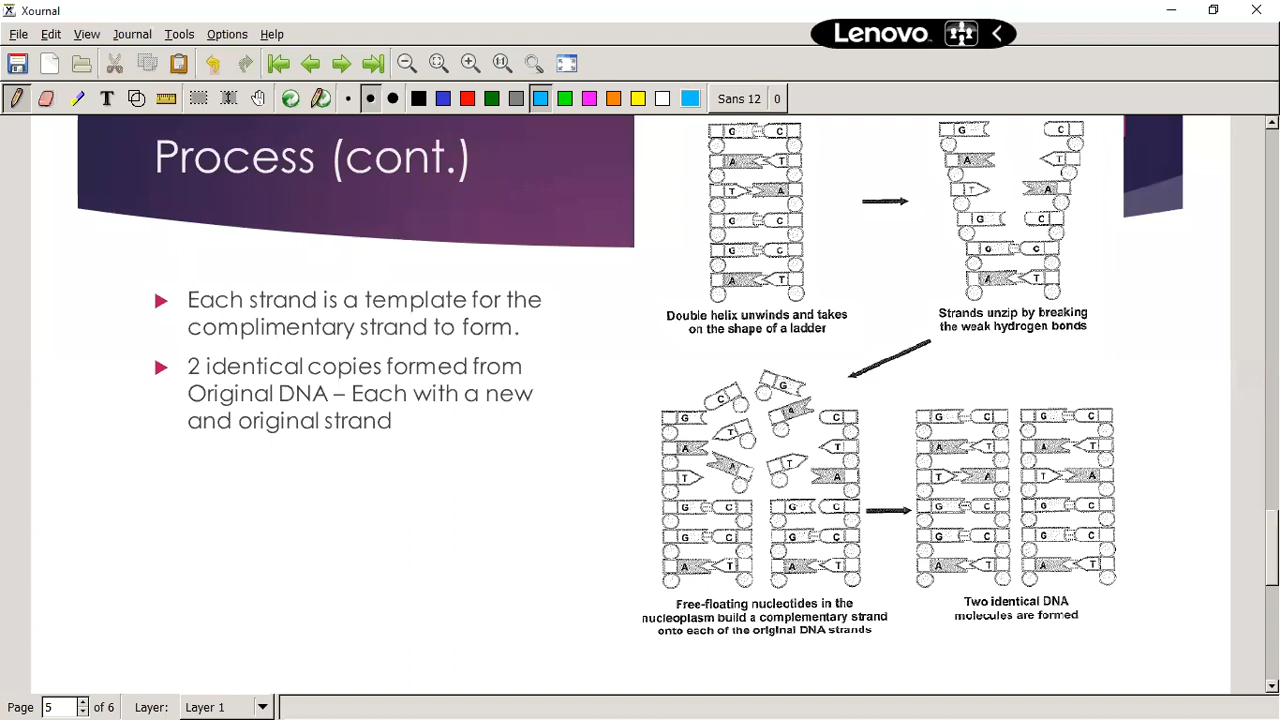 Xournal
File Edit View Journal Tools Options Help
Lenovo
Sans 12 0
Process (cont.)
Each strand is a template for the
complimentary strand to form.
2 identical copies formed from
Original DNA – Each with a new
and original strand
G C
A T
T A
G C
G C
A T
Double helix unwinds and takes
on the shape of a ladder
G C
A T
T A
G C
G C
A T
Strands unzip by breaking
the weak hydrogen bonds
G C G A C
A T T
T A T A
G C G C
G C G C
A T A T
Free-floating nucleotides in the
nucleoplasm build a complementary strand
onto each of the original DNA strands
G C G C
A T A T
T A T A
G C G C
G C G C
A T A T
Two identical DNA
molecules are formed
Page 5 of 6 Layer: Layer 1